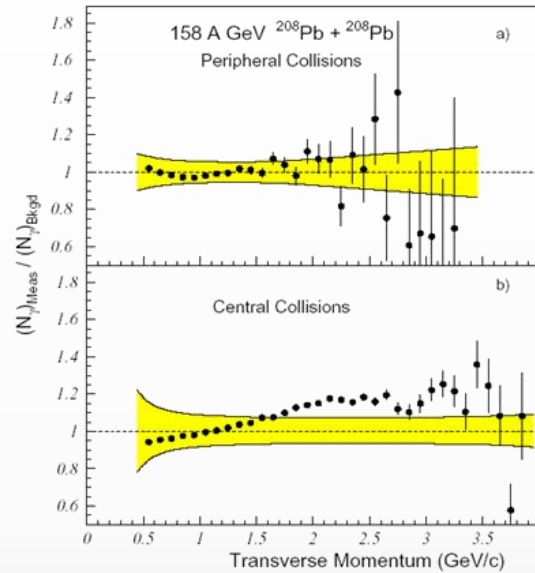 158 A GeV ²⁰⁸Pb + ²⁰⁸Pb
a)
Peripheral Collisions
1.8
1.6
1.4
1.2
1
0.8
0.6
(Nγ)Meas / (Nγ)Bkgd
b)
Central Collisions
1.8
1.6
1.4
1.2
1
0.8
0.6
0 0.5 1 1.5 2 2.5 3 3.5
Transverse Momentum (GeV/c)